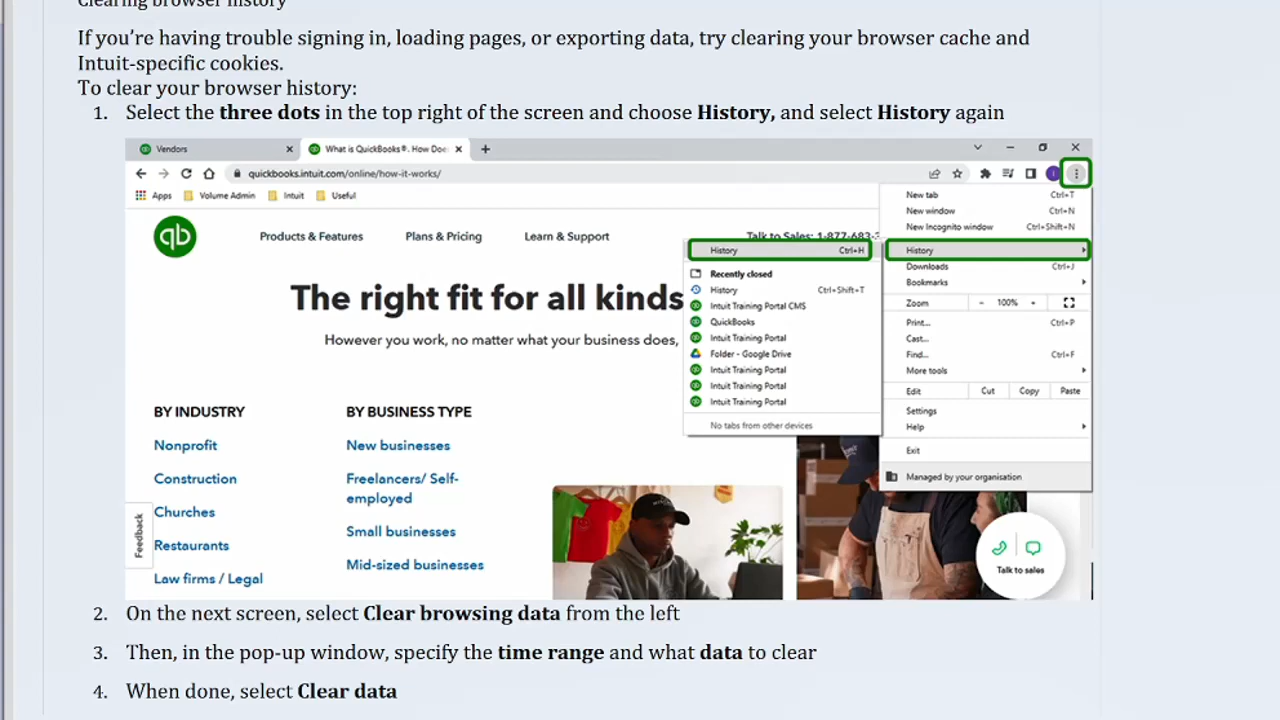 Clearing browser history
If you’re having trouble signing in, loading pages, or exporting data, try clearing your browser cache and
Intuit-specific cookies.
To clear your browser history:
1. Select the three dots in the top right of the screen and choose History, and select History again
Vendors
What is QuickBooks®. How Doe
quickbooks.intuit.com/online/how-it-works/
Apps Volume Admin Intuit Useful
qb
Products & Features Plans & Pricing Learn & Support Talk to Sales: 1-877-683-
The right fit for all kinds
However you work, no matter what your business does,
BY INDUSTRY
Nonprofit
Construction
Churches
Restaurants
Law firms / Legal
BY BUSINESS TYPE
New businesses
Freelancers/ Self-
employed
Small businesses
Mid-sized businesses
Feedback
History Ctrl+H
Recently closed
History Ctrl+Shift+T
Intuit Training Portal CMS
QuickBooks
Intuit Training Portal
Folder - Google Drive
Intuit Training Portal
Intuit Training Portal
Intuit Training Portal
No tabs from other devices
New tab Ctrl+T
New window Ctrl+N
New Incognito window Ctrl+Shift+N
History
Downloads Ctrl+J
Bookmarks
Zoom - 100% +
Print... Ctrl+P
Cast...
Find... Ctrl+F
More tools
Edit Cut Copy Paste
Settings
Help
Exit
Managed by your organisation
Talk to sales
2. On the next screen, select Clear browsing data from the left
3. Then, in the pop-up window, specify the time range and what data to clear
4. When done, select Clear data